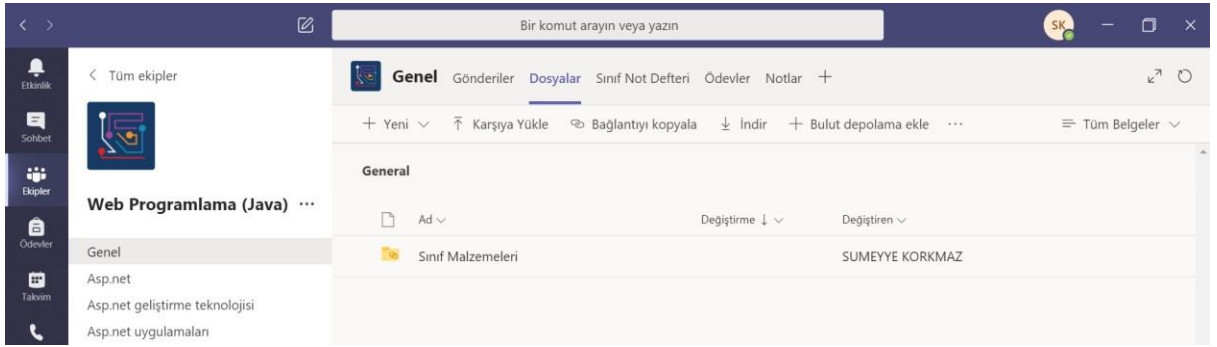 Bir komut arayın veya yazın
SK
Etkinlik
Sohbet
Ekipler
Ödevler
Takvim
Tüm ekipler
Web Programlama (Java) ...
Genel
Asp.net
Asp.net geliştirme teknolojisi
Asp.net uygulamaları
Genel Gönderiler Dosyalar Sınıf Not Defteri Ödevler Notlar +
+ Yeni Karşıya Yükle Bağlantıyı kopyala İndir + Bulut depolama ekle ... Tüm Belgeler
General
Ad Değiştirme ↓ Değiştiren
Sınıf Malzemeleri SUMEYYE KORKMAZ